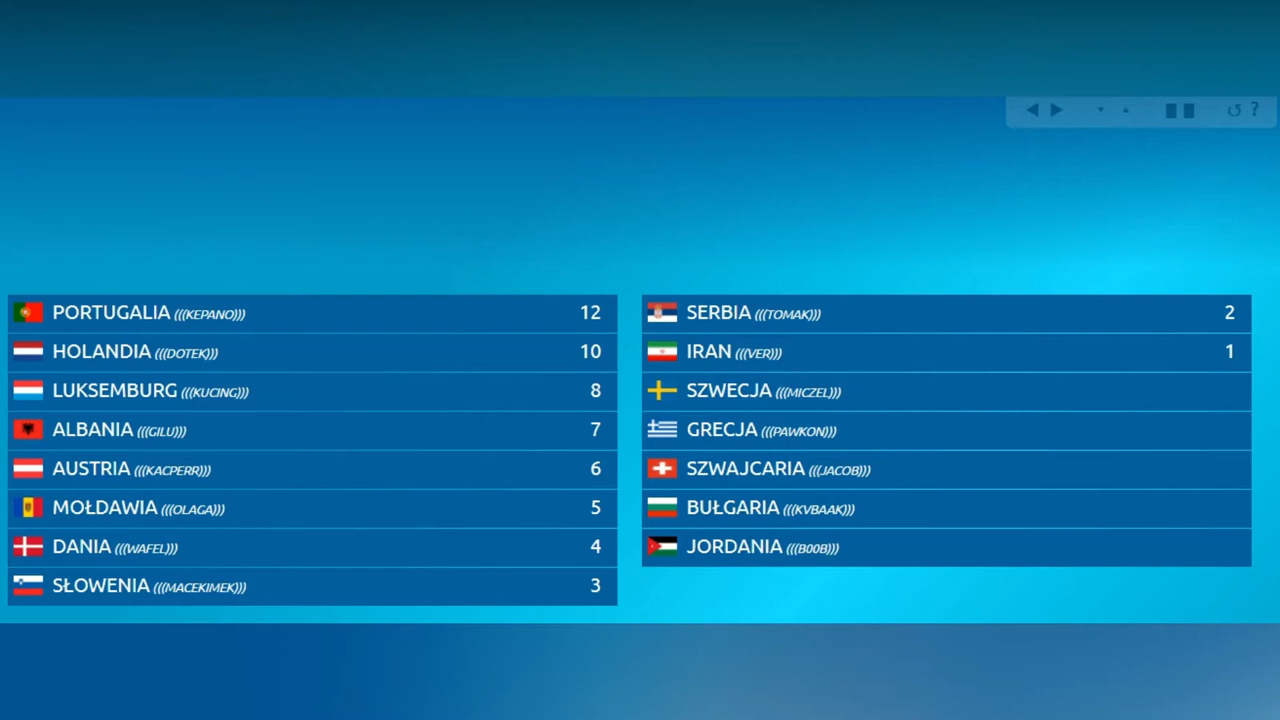 PORTUGALIA (((KEPANO))) 12
HOLANDIA (((DOTEK))) 10
LUKSEMBURG (((KUCING))) 8
ALBANIA (((GILU))) 7
AUSTRIA (((KACPERR))) 6
MOŁDAWIA (((OLAGA))) 5
DANIA (((WAFEL))) 4
SŁOWENIA (((MACEKIMEK))) 3
SERBIA (((TOMAK))) 2
IRAN (((VER))) 1
SZWECJA (((MICZEL)))
GRECJA (((PAWKON)))
SZWAJCARIA (((JACOB)))
BUŁGARIA (((KVBAAK)))
JORDANIA (((B00B)))
?